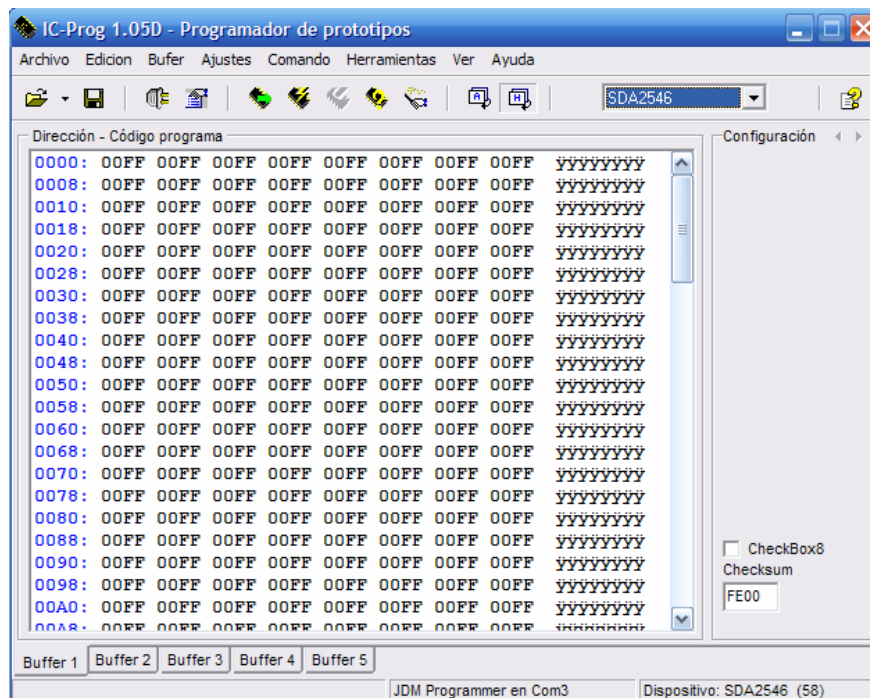 IC-Prog 1.05D - Programador de prototipos
Archivo Edicion Bufer Ajustes Comando Herramientas Ver Ayuda
SDA2546
Dirección - Código programa
Configuración
0000: 00FF 00FF 00FF 00FF 00FF 00FF 00FF 00FF ÿÿÿÿÿÿÿÿ
0008: 00FF 00FF 00FF 00FF 00FF 00FF 00FF 00FF ÿÿÿÿÿÿÿÿ
0010: 00FF 00FF 00FF 00FF 00FF 00FF 00FF 00FF ÿÿÿÿÿÿÿÿ
0018: 00FF 00FF 00FF 00FF 00FF 00FF 00FF 00FF ÿÿÿÿÿÿÿÿ
0020: 00FF 00FF 00FF 00FF 00FF 00FF 00FF 00FF ÿÿÿÿÿÿÿÿ
0028: 00FF 00FF 00FF 00FF 00FF 00FF 00FF 00FF ÿÿÿÿÿÿÿÿ
0030: 00FF 00FF 00FF 00FF 00FF 00FF 00FF 00FF ÿÿÿÿÿÿÿÿ
0038: 00FF 00FF 00FF 00FF 00FF 00FF 00FF 00FF ÿÿÿÿÿÿÿÿ
0040: 00FF 00FF 00FF 00FF 00FF 00FF 00FF 00FF ÿÿÿÿÿÿÿÿ
0048: 00FF 00FF 00FF 00FF 00FF 00FF 00FF 00FF ÿÿÿÿÿÿÿÿ
0050: 00FF 00FF 00FF 00FF 00FF 00FF 00FF 00FF ÿÿÿÿÿÿÿÿ
0058: 00FF 00FF 00FF 00FF 00FF 00FF 00FF 00FF ÿÿÿÿÿÿÿÿ
0060: 00FF 00FF 00FF 00FF 00FF 00FF 00FF 00FF ÿÿÿÿÿÿÿÿ
0068: 00FF 00FF 00FF 00FF 00FF 00FF 00FF 00FF ÿÿÿÿÿÿÿÿ
0070: 00FF 00FF 00FF 00FF 00FF 00FF 00FF 00FF ÿÿÿÿÿÿÿÿ
0078: 00FF 00FF 00FF 00FF 00FF 00FF 00FF 00FF ÿÿÿÿÿÿÿÿ
0080: 00FF 00FF 00FF 00FF 00FF 00FF 00FF 00FF ÿÿÿÿÿÿÿÿ
0088: 00FF 00FF 00FF 00FF 00FF 00FF 00FF 00FF ÿÿÿÿÿÿÿÿ
0090: 00FF 00FF 00FF 00FF 00FF 00FF 00FF 00FF ÿÿÿÿÿÿÿÿ
0098: 00FF 00FF 00FF 00FF 00FF 00FF 00FF 00FF ÿÿÿÿÿÿÿÿ
00A0: 00FF 00FF 00FF 00FF 00FF 00FF 00FF 00FF ÿÿÿÿÿÿÿÿ
00A8: 00FF 00FF 00FF 00FF 00FF 00FF 00FF 00FF ÿÿÿÿÿÿÿÿ
CheckBox8
Checksum
FE00
Buffer 1 Buffer 2 Buffer 3 Buffer 4 Buffer 5
JDM Programmer en Com3 Dispositivo: SDA2546 (58)